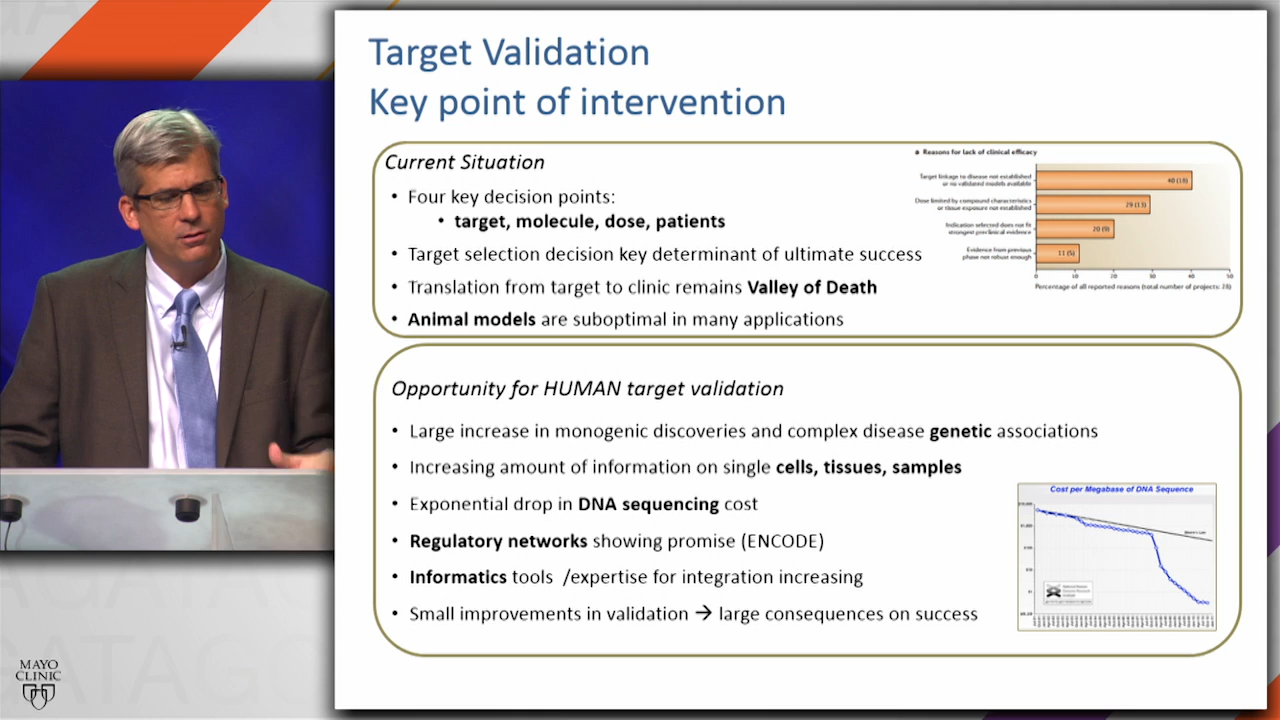 Target Validation
Key point of intervention
Current Situation
• Four key decision points:
• target, molecule, dose, patients
• Target selection decision key determinant of ultimate success
• Translation from target to clinic remains Valley of Death
• Animal models are suboptimal in many applications
a Reasons for lack of clinical efficacy
Target linkage to disease not established
or no validated models available
40 (18)
Dose limited by compound characteristics
or tissue exposure not established
29 (13)
Indication selected does not fit
strongest preclinical evidence
20 (9)
Evidence from previous
phase not robust enough
11 (5)
0 10 20 30 40 50
Percentage of all reported reasons (total number of projects: 28)
Opportunity for HUMAN target validation
• Large increase in monogenic discoveries and complex disease genetic associations
• Increasing amount of information on single cells, tissues, samples
• Exponential drop in DNA sequencing cost
• Regulatory networks showing promise (ENCODE)
• Informatics tools /expertise for integration increasing
• Small improvements in validation → large consequences on success
Cost per Megabase of DNA Sequence
National Human
Genome Research
Institute
MAYO
CLINIC
DATAGA